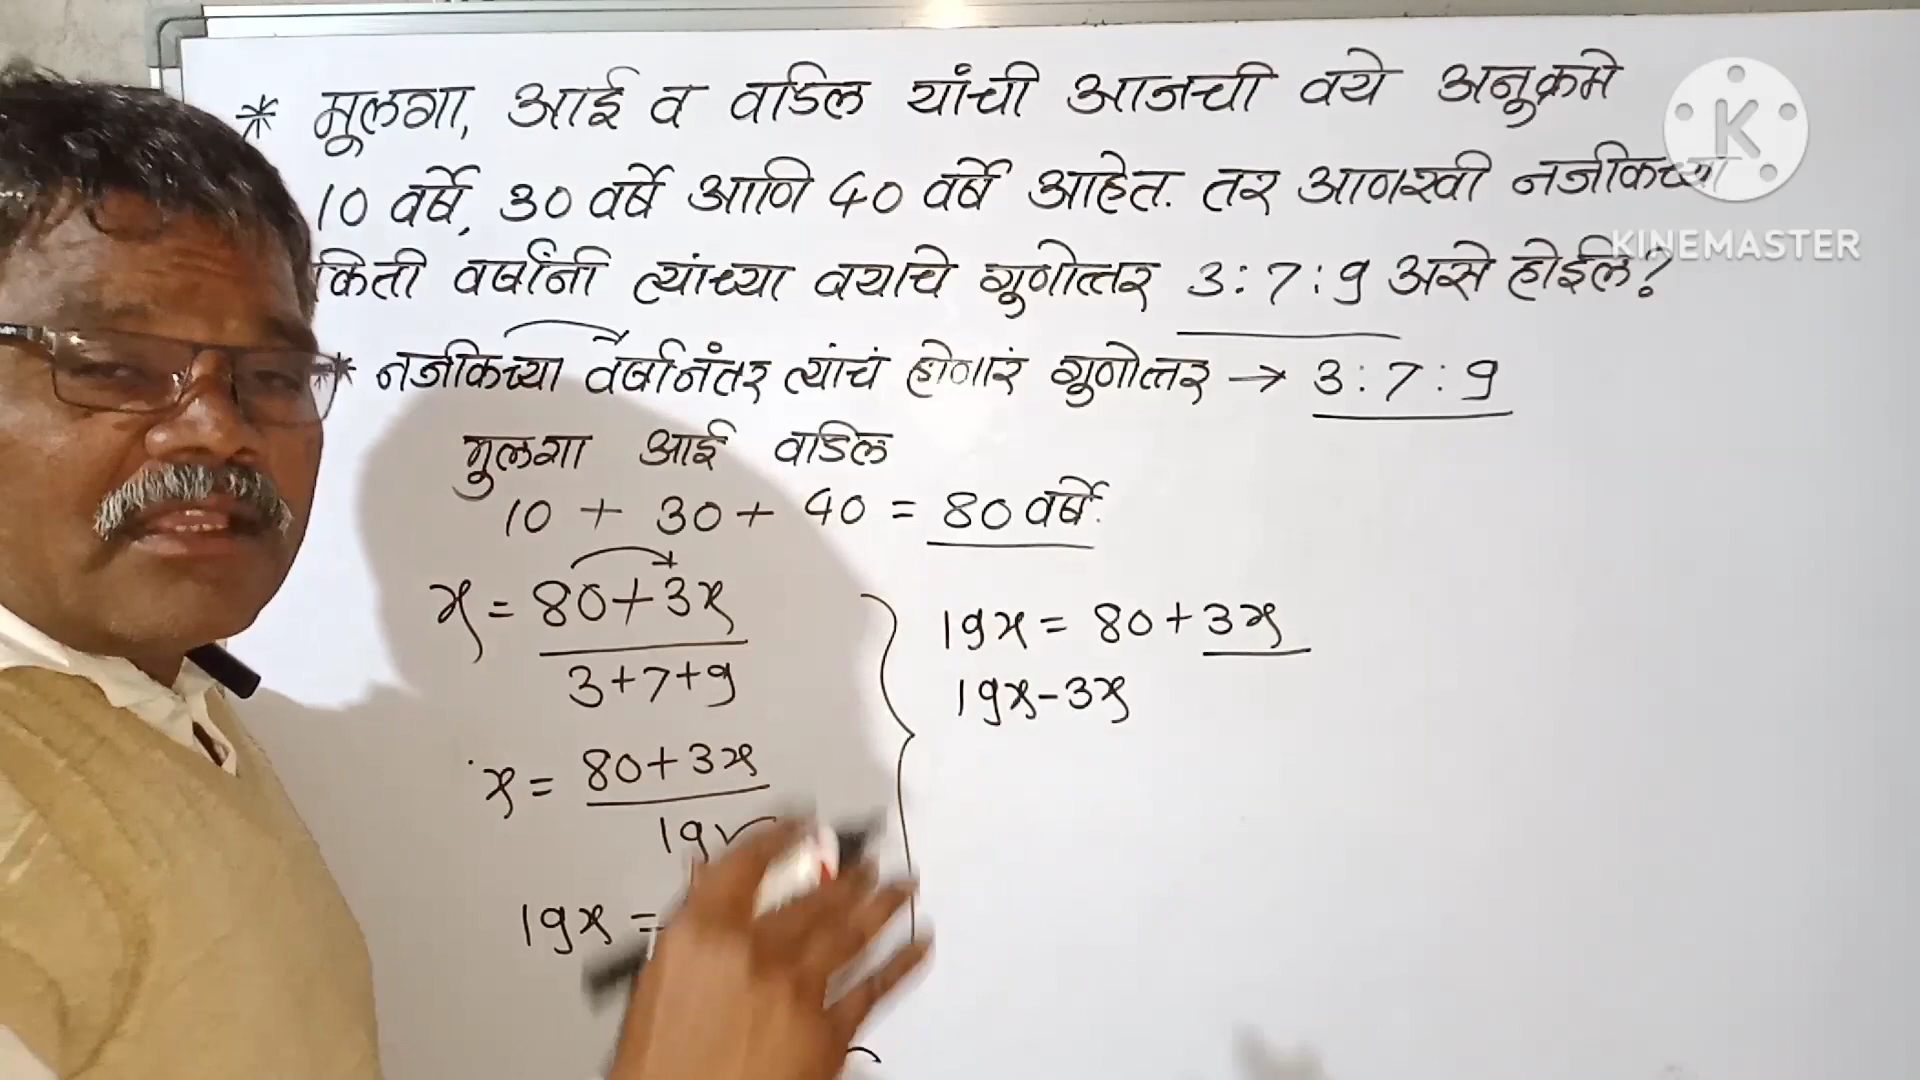 * मूलगा, आई व वडिल यांची आजची वये अनुक्रमे
10 वर्षे, 30 वर्षे आणि 40 वर्षे आहेत. तर आणखी नजीकच्या
किती वर्षांनी त्यांच्या वयाचे गुणोत्तर 3:7:9 असे होईल?
* नजीकच्या वर्षानंतर त्यांचं होणारं गुणोत्तर → 3:7:9
मुलगा आई वडिल
10 + 30 + 40 = 80 वर्षे.
x = 80+3x
3+7+9
x = 80+3x
19
19x =
19x = 80+3x
19x-3x
K
KINEMASTER